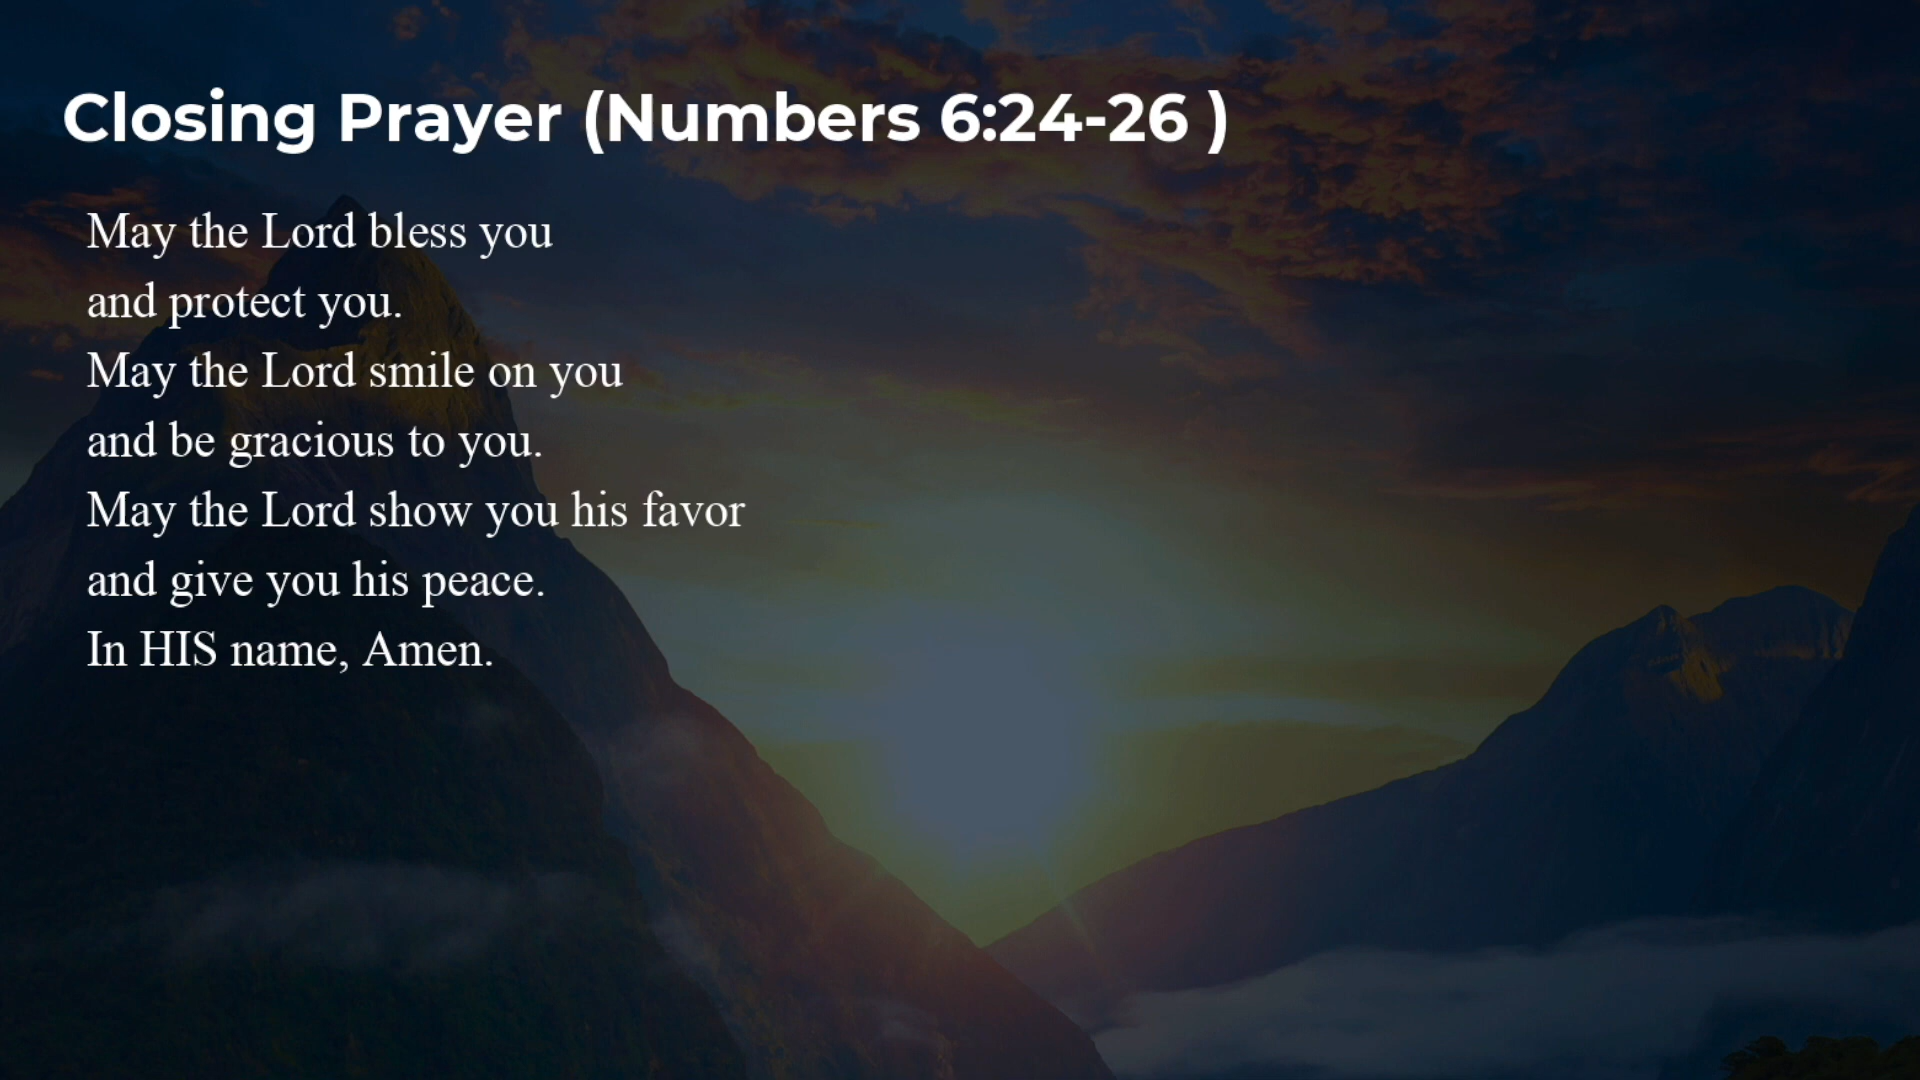 Closing Prayer (Numbers 6:24-26 )
May the Lord bless you
and protect you.
May the Lord smile on you
and be gracious to you.
May the Lord show you his favor
and give you his peace.
In HIS name, Amen.